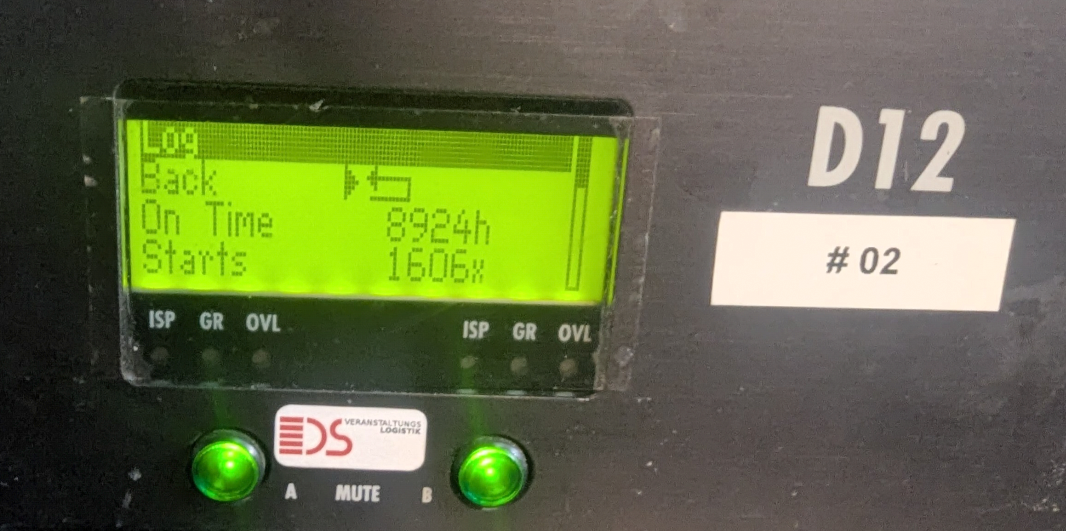 Log
Back
On Time 8924h
Starts 1606x
D12
# 02
ISP GR OVL ISP GR OVL
DS VERANSTALTUNGS
LOGISTIK
A MUTE B